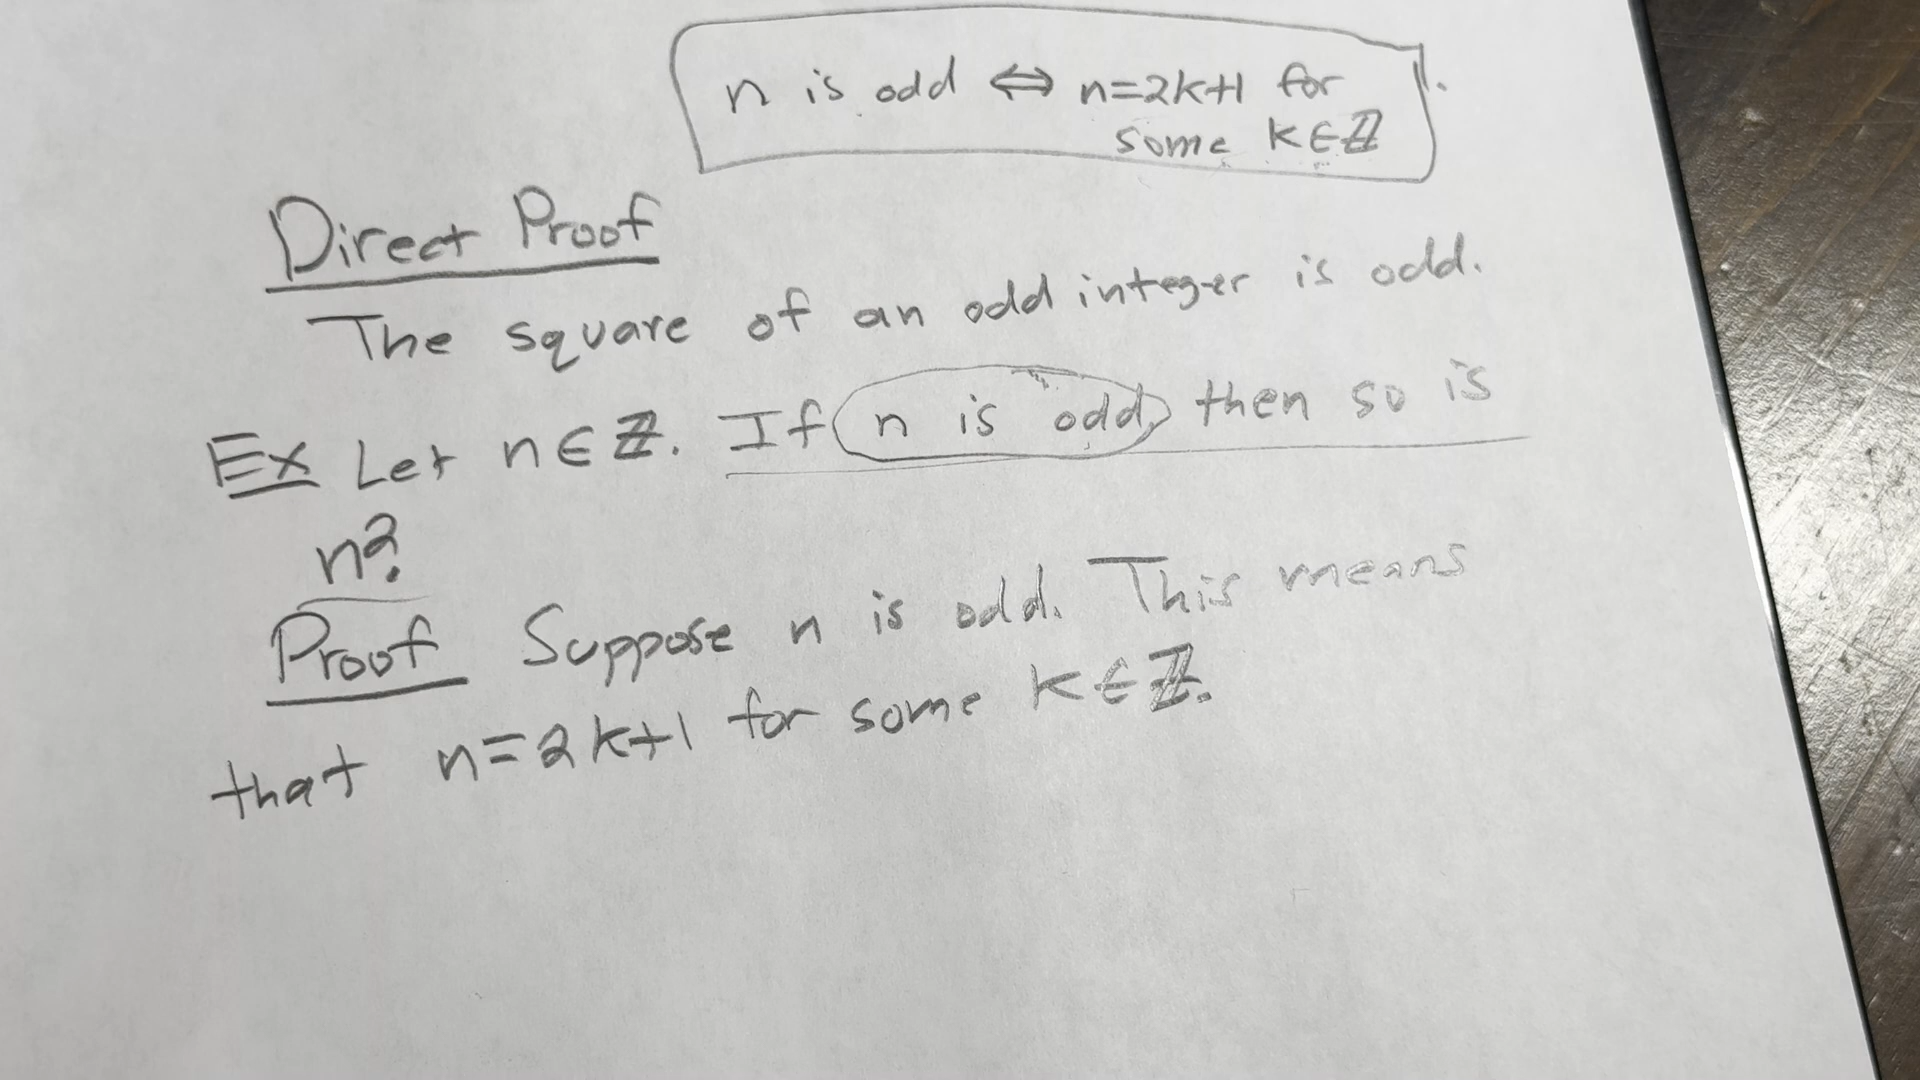 n is odd ⇔ n=2k+1 for
some k∈ℤ
Direct Proof
The square of an odd integer is odd.
Ex Let n∈ℤ. If n is odd, then so is
n².
Proof Suppose n is odd. This means
that n=2k+1 for some k∈ℤ.